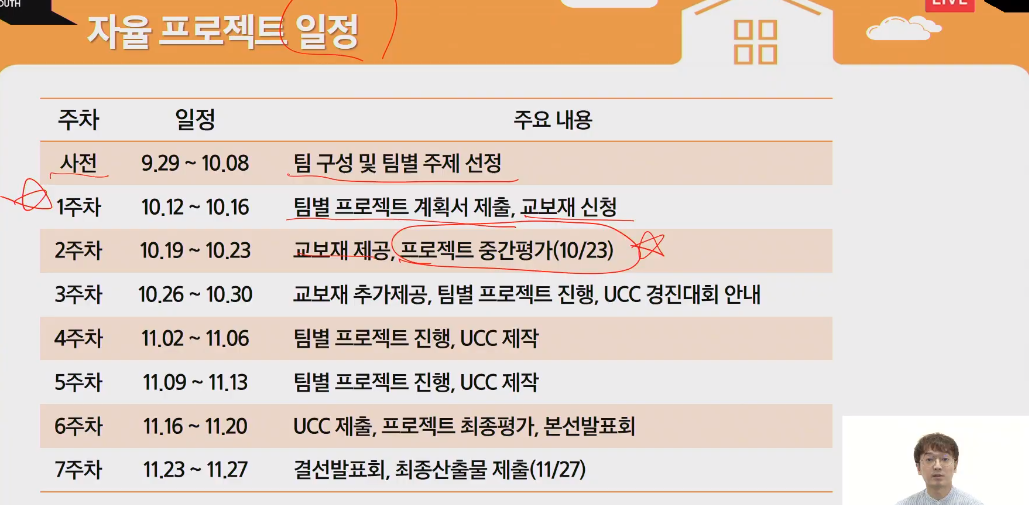 OUTH
LIVE
자율 프로젝트 일정
주차 일정 주요 내용
사전 9.29 ~ 10.08 팀 구성 및 팀별 주제 선정
1주차 10.12 ~ 10.16 팀별 프로젝트 계획서 제출, 교보재 신청
2주차 10.19 ~ 10.23 교보재 제공, 프로젝트 중간평가(10/23)
3주차 10.26 ~ 10.30 교보재 추가제공, 팀별 프로젝트 진행, UCC 경진대회 안내
4주차 11.02 ~ 11.06 팀별 프로젝트 진행, UCC 제작
5주차 11.09 ~ 11.13 팀별 프로젝트 진행, UCC 제작
6주차 11.16 ~ 11.20 UCC 제출, 프로젝트 최종평가, 본선발표회
7주차 11.23 ~ 11.27 결선발표회, 최종산출물 제출(11/27)